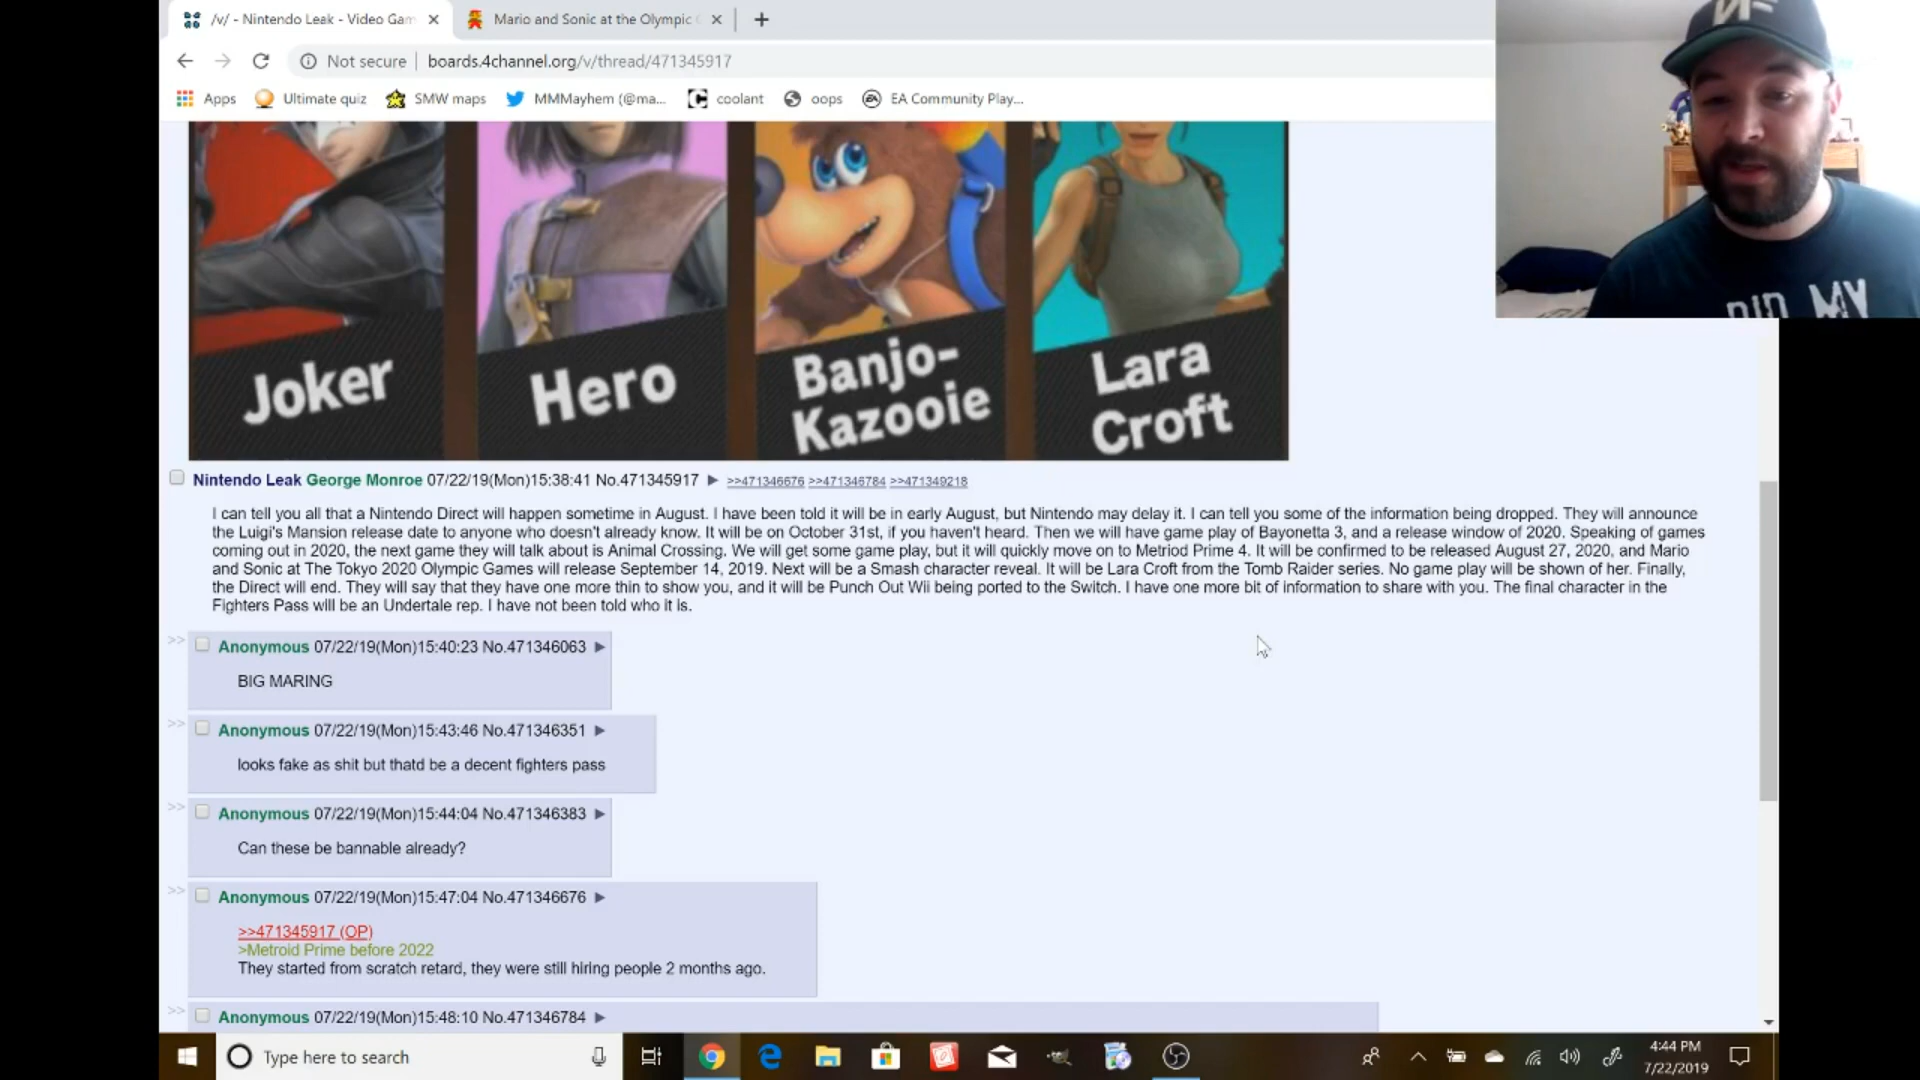 /v/ - Nintendo Leak - Video Gam
Mario and Sonic at the Olympic
Not secure
boards.4channel.org/v/thread/471345917
Apps
Ultimate quiz
SMW maps
MMMayhem (@ma...
coolant
oops
EA Community Play...
Joker
Hero
Banjo-
Kazooie
Lara
Croft
Nintendo Leak George Monroe 07/22/19(Mon)15:38:41 No.471345917 ▶ >>471346676 >>471346784 >>471349218
I can tell you all that a Nintendo Direct will happen sometime in August. I have been told it will be in early August, but Nintendo may delay it. I can tell you some of the information being dropped. They will announce
the Luigi's Mansion release date to anyone who doesn't already know. It will be on October 31st, if you haven't heard. Then we will have game play of Bayonetta 3, and a release window of 2020. Speaking of games
coming out in 2020, the next game they will talk about is Animal Crossing. We will get some game play, but it will quickly move on to Metriod Prime 4. It will be confirmed to be released August 27, 2020, and Mario
and Sonic at The Tokyo 2020 Olympic Games will release September 14, 2019. Next will be a Smash character reveal. It will be Lara Croft from the Tomb Raider series. No game play will be shown of her. Finally,
the Direct will end. They will say that they have one more thin to show you, and it will be Punch Out Wii being ported to the Switch. I have one more bit of information to share with you. The final character in the
Fighters Pass will be an Undertale rep. I have not been told who it is.
>> Anonymous 07/22/19(Mon)15:40:23 No.471346063 ▶
BIG MARING
>> Anonymous 07/22/19(Mon)15:43:46 No.471346351 ▶
looks fake as shit but thatd be a decent fighters pass
>> Anonymous 07/22/19(Mon)15:44:04 No.471346383 ▶
Can these be bannable already?
>> Anonymous 07/22/19(Mon)15:47:04 No.471346676 ▶
>>471345917 (OP)
>Metroid Prime before 2022
They started from scratch retard, they were still hiring people 2 months ago.
>> Anonymous 07/22/19(Mon)15:48:10 No.471346784 ▶
DID MY
Type here to search
4:44 PM
7/22/2019